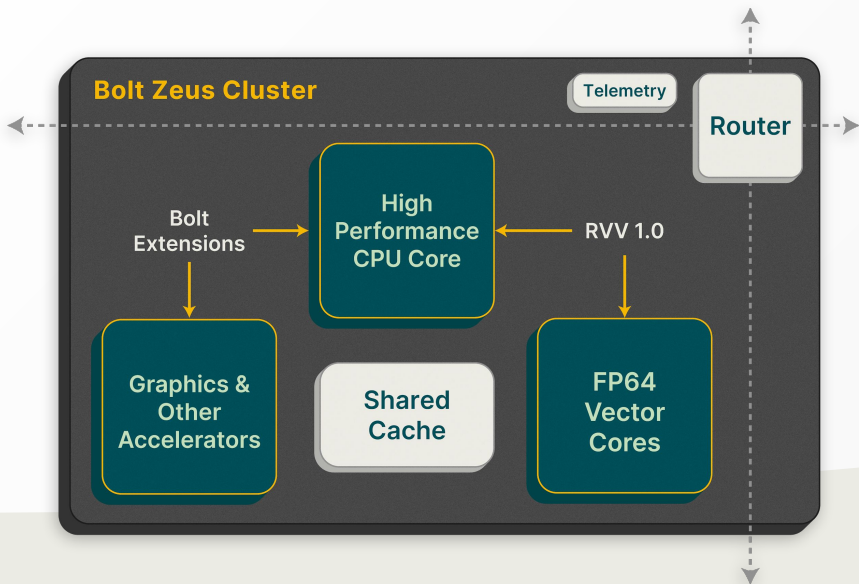 Bolt Zeus Cluster
Telemetry
Router
High
Performance
CPU Core
Bolt
Extensions
RVV 1.0
Graphics &
Other
Accelerators
Shared
Cache
FP64
Vector
Cores